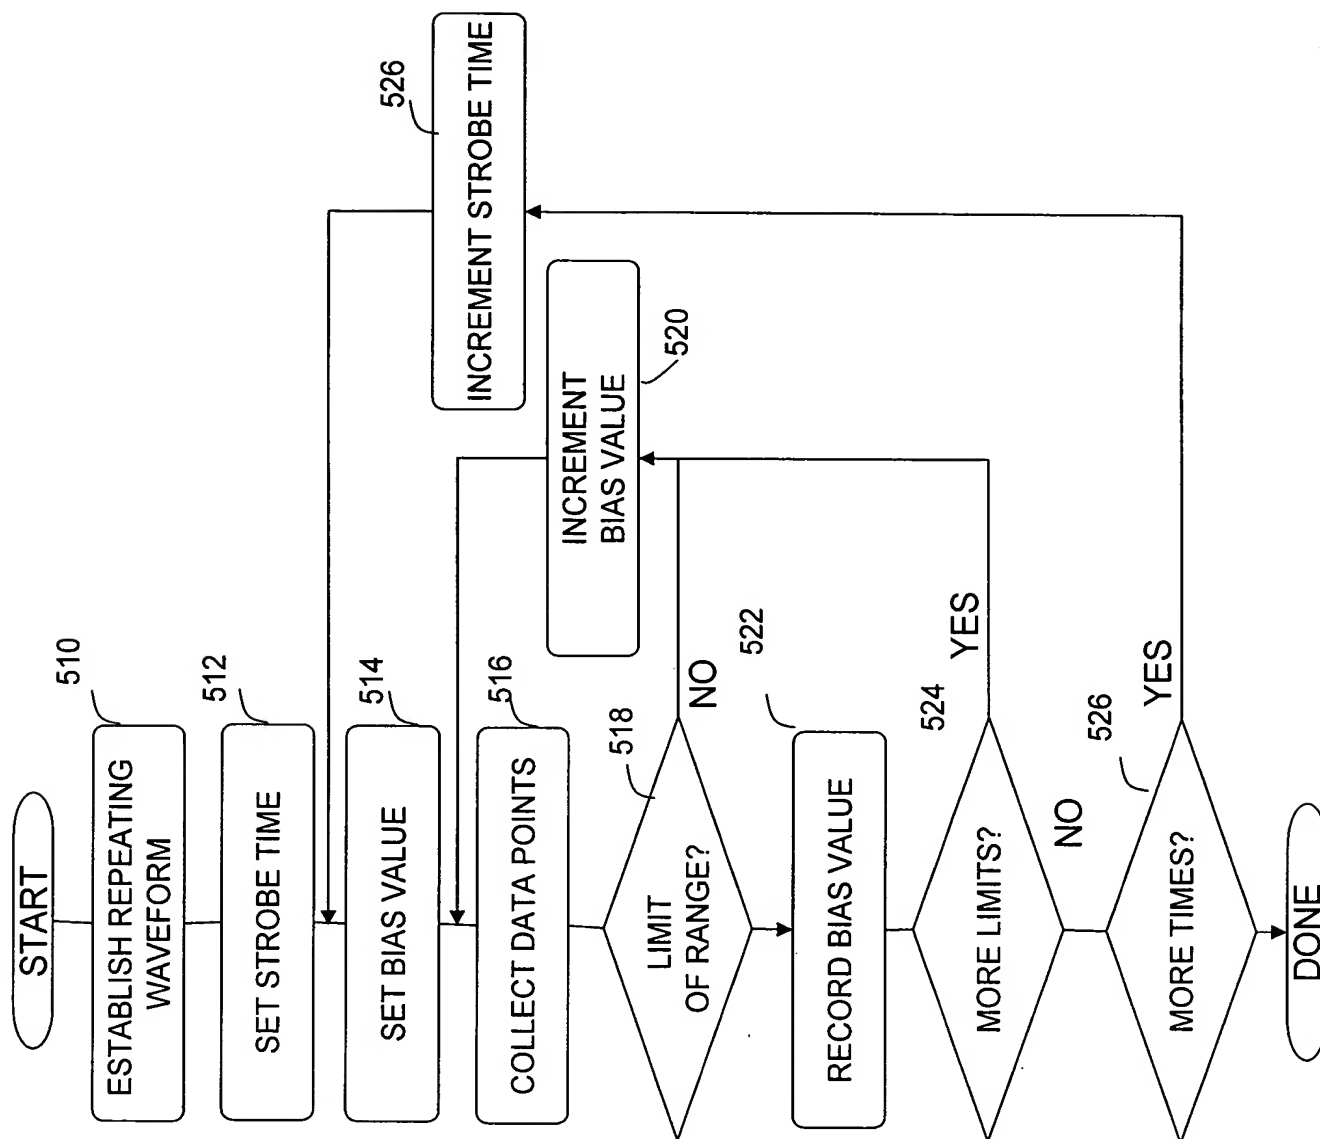 START
510
ESTABLISH REPEATING
WAVEFORM
512
SET STROBE TIME
514
SET BIAS VALUE
516
COLLECT DATA POINTS
518
LIMIT
OF RANGE?
NO
520
INCREMENT
BIAS VALUE
522
RECORD BIAS VALUE
524
MORE LIMITS?
YES
NO
526
MORE TIMES?
YES
526
INCREMENT STROBE TIME
DONE